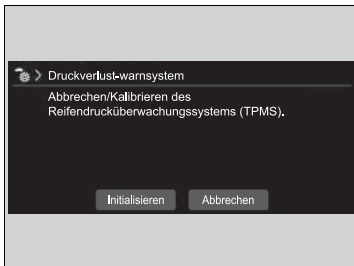 Druckverlust-warnsystem
Abbrechen/Kalibrieren des
Reifendrucküberwachungssystems (TPMS).
Initialisieren
Abbrechen